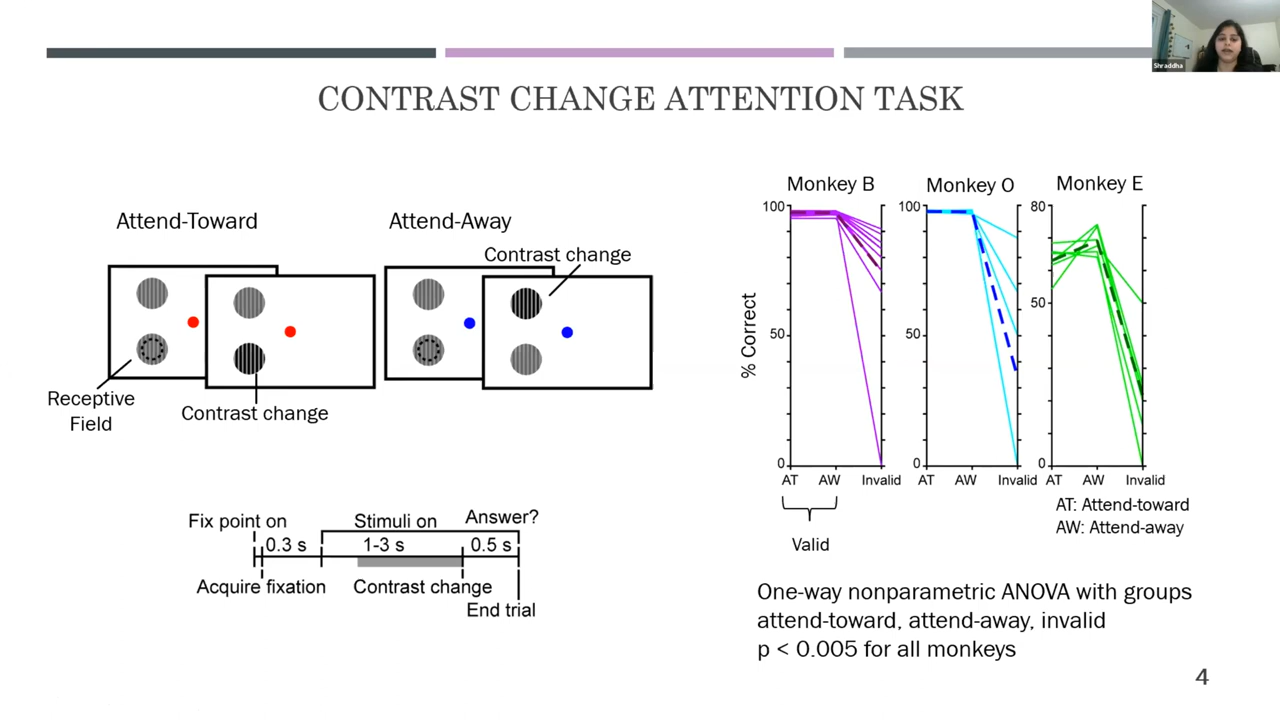 Shraddha
CONTRAST CHANGE ATTENTION TASK
Attend-Toward
Attend-Away
Contrast change
Receptive
Field
Contrast change
Fix point on
Stimuli on
Answer?
0.3 s
1-3 s
0.5 s
Acquire fixation
Contrast change
End trial
Monkey B
Monkey O
Monkey E
% Correct
100
50
0
100
50
0
80
50
0
AT AW Invalid
AT AW Invalid
AT AW Invalid
Valid
AT: Attend-toward
AW: Attend-away
One-way nonparametric ANOVA with groups
attend-toward, attend-away, invalid
p < 0.005 for all monkeys
4